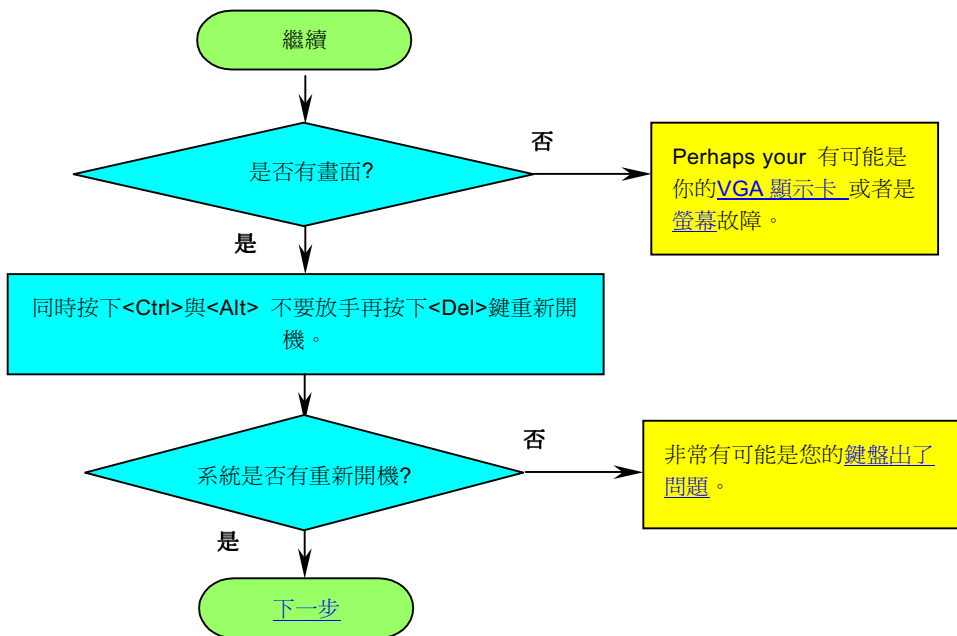 繼續
是否有畫面?
否
Perhaps your 有可能是
你的VGA 顯示卡 或者是
螢幕故障。
是
同時按下<Ctrl>與<Alt> 不要放手再按下<Del>鍵重新開
機。
系統是否有重新開機?
否
非常有可能是您的鍵盤出了
問題。
是
下一步